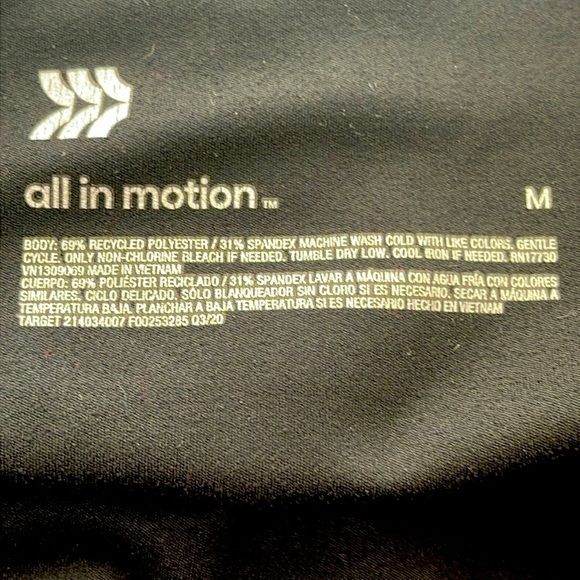 all in motion™ M
BODY: 69% RECYCLED POLYESTER / 31% SPANDEX MACHINE WASH COLD WITH LIKE COLORS. GENTLE
CYCLE. ONLY NON-CHLORINE BLEACH IF NEEDED. TUMBLE DRY LOW. COOL IRON IF NEEDED. RN17730
VN1309069 MADE IN VIETNAM
CUERPO: 69% POLIÉSTER RECICLADO / 31% SPANDEX LAVAR A MÁQUINA CON AGUA FRÍA CON COLORES
SIMILARES. CICLO DELICADO. SÓLO BLANQUEADOR SIN CLORO SI ES NECESARIO. SECAR A MÁQUINA A
TEMPERATURA BAJA. PLANCHAR A BAJA TEMPERATURA SI ES NECESARIO HECHO EN VIETNAM
TARGET 214034007 F00253285 Q3/20